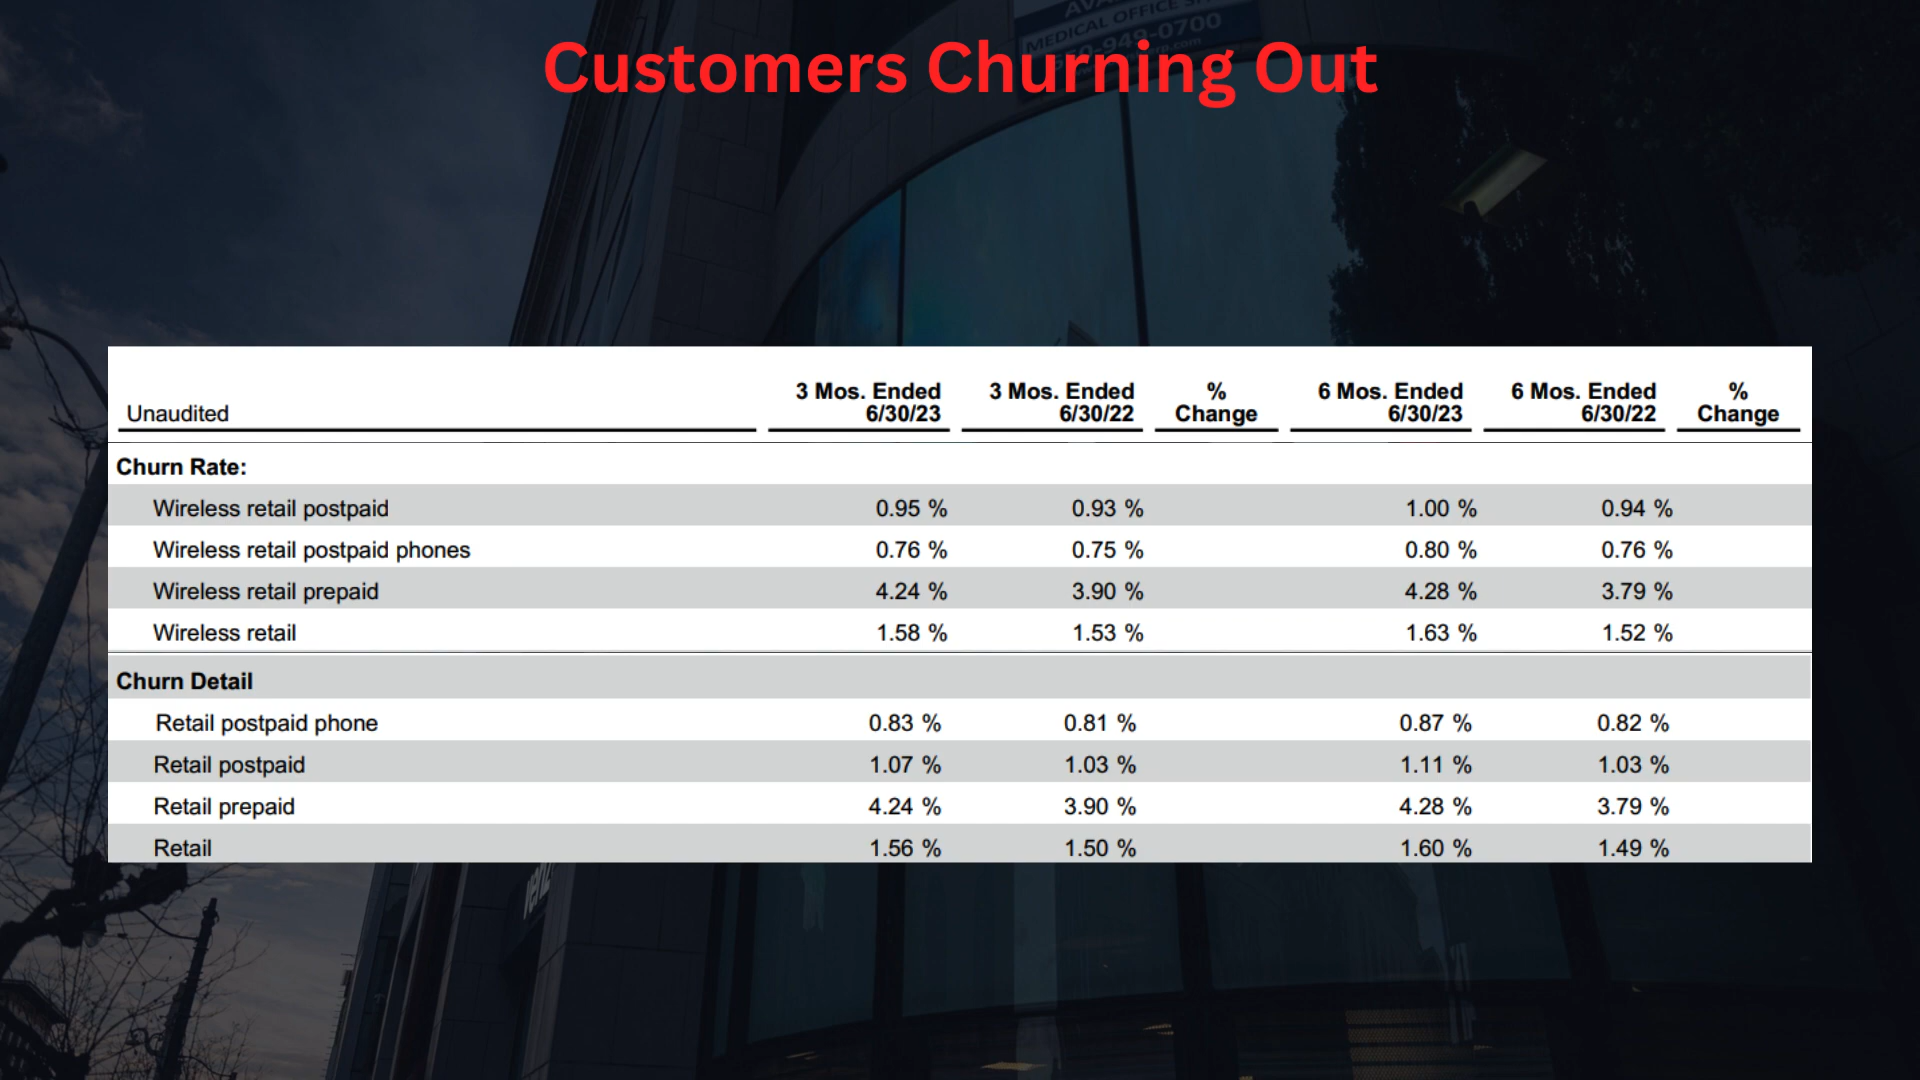 AVA
MEDICAL OFFICE S
0-949-0700
Customers Churning Out
Unaudited 3 Mos. Ended 6/30/23 3 Mos. Ended 6/30/22 % Change 6 Mos. Ended 6/30/23 6 Mos. Ended 6/30/22 % Change
Churn Rate:
Wireless retail postpaid 0.95 % 0.93 % 1.00 % 0.94 %
Wireless retail postpaid phones 0.76 % 0.75 % 0.80 % 0.76 %
Wireless retail prepaid 4.24 % 3.90 % 4.28 % 3.79 %
Wireless retail 1.58 % 1.53 % 1.63 % 1.52 %
Churn Detail
Retail postpaid phone 0.83 % 0.81 % 0.87 % 0.82 %
Retail postpaid 1.07 % 1.03 % 1.11 % 1.03 %
Retail prepaid 4.24 % 3.90 % 4.28 % 3.79 %
Retail 1.56 % 1.50 % 1.60 % 1.49 %